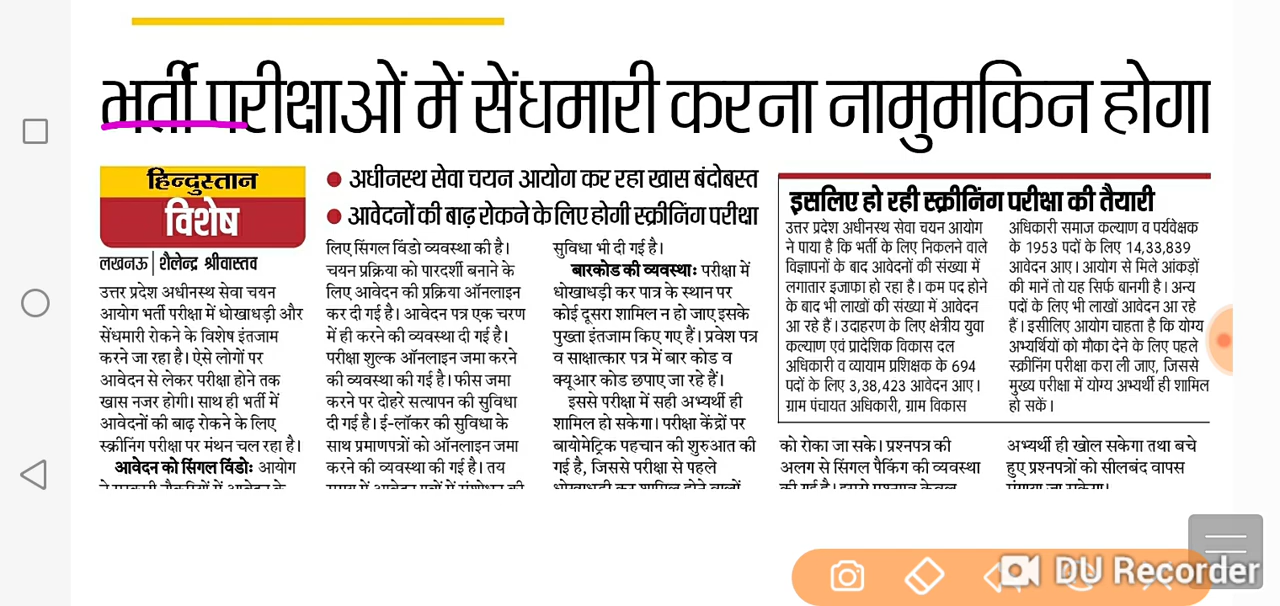 भर्ती परीक्षाओं में सेंधमारी करना नामुमकिन होगा
हिन्दुस्तान
विशेष
● अधीनस्थ सेवा चयन आयोग कर रहा खास बंदोबस्त
● आवेदनों की बाढ़ रोकने के लिए होगी स्क्रीनिंग परीक्षा
लखनऊ | शैलेन्द्र श्रीवास्तव
उत्तर प्रदेश अधीनस्थ सेवा चयन
आयोग भर्ती परीक्षा में धोखाधड़ी और
सेंधमारी रोकने के विशेष इंतजाम
करने जा रहा है। ऐसे लोगों पर
आवेदन से लेकर परीक्षा होने तक
खास नजर होगी। साथ ही भर्ती में
आवेदनों की बाढ़ रोकने के लिए
स्क्रीनिंग परीक्षा पर मंथन चल रहा है।
आवेदन को सिंगल विंडोः आयोग
लिए सिंगल विंडो व्यवस्था की है।
चयन प्रक्रिया को पारदर्शी बनाने के
लिए आवेदन की प्रक्रिया ऑनलाइन
कर दी गई है। आवेदन पत्र एक चरण
में ही करने की व्यवस्था दी गई है।
परीक्षा शुल्क ऑनलाइन जमा करने
की व्यवस्था की गई है। फीस जमा
करने पर दोहरे सत्यापन की सुविधा
दी गई है। ई-लॉकर की सुविधा के
साथ प्रमाणपत्रों को ऑनलाइन जमा
करने की व्यवस्था की गई है। तय
सुविधा भी दी गई है।
बारकोड की व्यवस्थाः परीक्षा में
धोखाधड़ी कर पात्र के स्थान पर
कोई दूसरा शामिल न हो जाए इसके
पुख्ता इंतजाम किए गए हैं। प्रवेश पत्र
व साक्षात्कार पत्र में बार कोड व
क्यूआर कोड छपाए जा रहे हैं।
इससे परीक्षा में सही अभ्यर्थी ही
शामिल हो सकेगा। परीक्षा केंद्रों पर
बायोमेट्रिक पहचान की शुरुआत की
गई है, जिससे परीक्षा से पहले
इसलिए हो रही स्क्रीनिंग परीक्षा की तैयारी
उत्तर प्रदेश अधीनस्थ सेवा चयन आयोग
ने पाया है कि भर्ती के लिए निकलने वाले
विज्ञापनों के बाद आवेदनों की संख्या में
लगातार इजाफा हो रहा है। कम पद होने
के बाद भी लाखों की संख्या में आवेदन
आ रहे हैं। उदाहरण के लिए क्षेत्रीय युवा
कल्याण एवं प्रादेशिक विकास दल
अधिकारी व व्यायाम प्रशिक्षक के 694
पदों के लिए 3,38,423 आवेदन आए।
ग्राम पंचायत अधिकारी, ग्राम विकास
अधिकारी समाज कल्याण व पर्यवेक्षक
के 1953 पदों के लिए 14,33,839
आवेदन आए। आयोग से मिले आंकड़ों
की मानें तो यह सिर्फ बानगी है। अन्य
पदों के लिए भी लाखों आवेदन आ रहे
हैं। इसीलिए आयोग चाहता है कि योग्य
अभ्यर्थियों को मौका देने के लिए पहले
स्क्रीनिंग परीक्षा करा ली जाए, जिससे
मुख्य परीक्षा में योग्य अभ्यर्थी ही शामिल
हो सकें।
को रोका जा सके। प्रश्नपत्र की
अलग से सिंगल पैकिंग की व्यवस्था
अभ्यर्थी ही खोल सकेगा तथा बचे
हुए प्रश्नपत्रों को सीलबंद वापस
DU Recorder